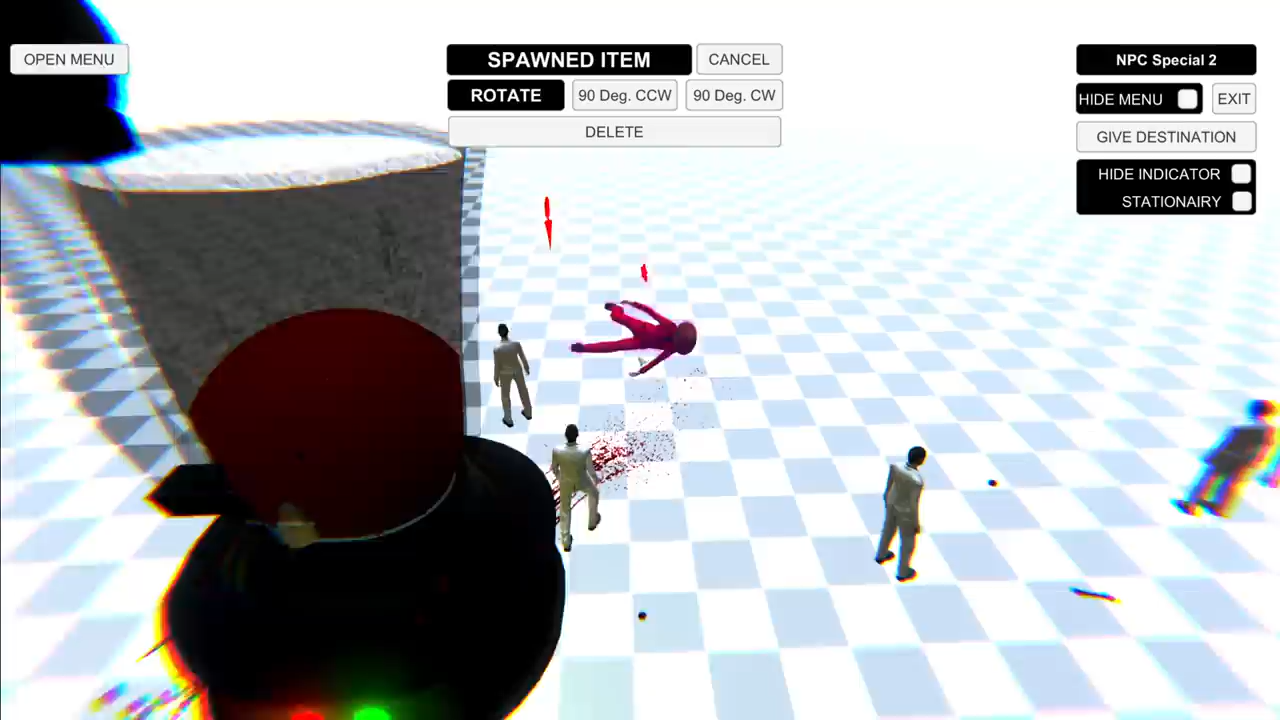 OPEN MENU
SPAWNED ITEM
CANCEL
ROTATE
90 Deg. CCW
90 Deg. CW
DELETE
NPC Special 2
HIDE MENU
EXIT
GIVE DESTINATION
HIDE INDICATOR
STATIONAIRY